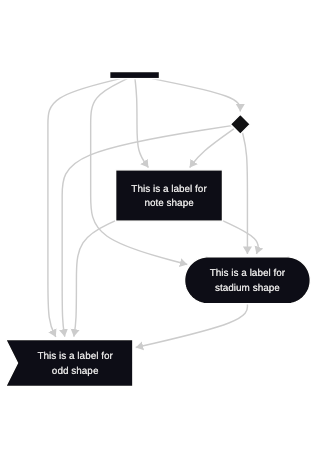 This is a label for
note shape
This is a label for
stadium shape
This is a label for
odd shape